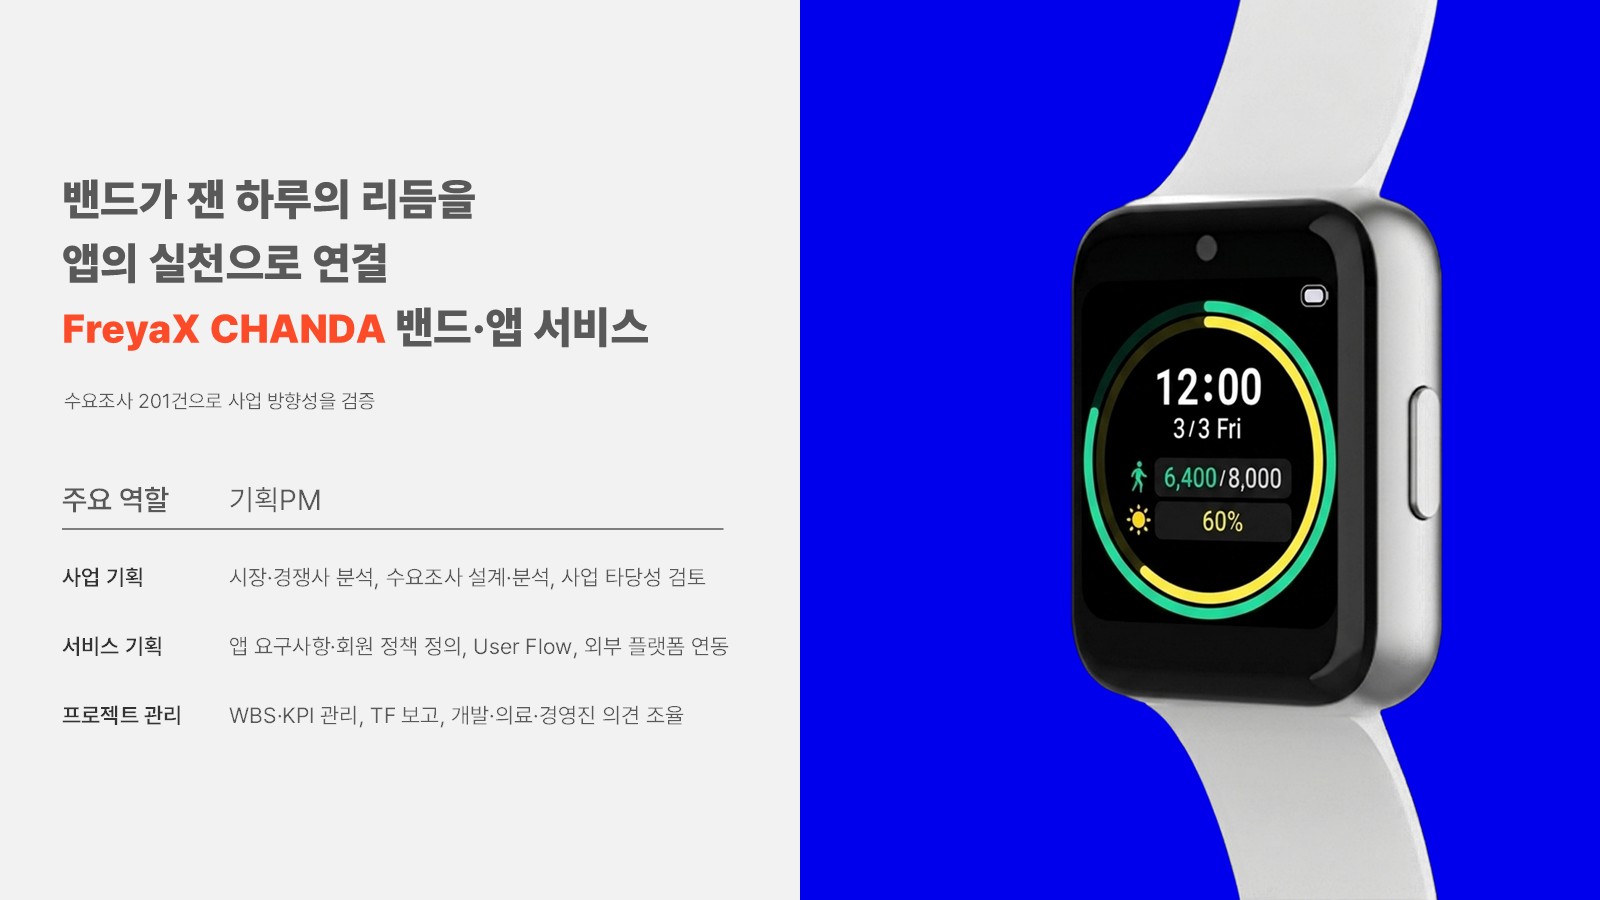 밴드가 잰 하루의 리듬을
앱의 실천으로 연결
FreyaX CHANDA 밴드·앱 서비스
수요조사 201건으로 사업 방향성을 검증
주요 역할 기획PM
사업 기획 시장·경쟁사 분석, 수요조사 설계·분석, 사업 타당성 검토
서비스 기획 앱 요구사항·회원 정책 정의, User Flow, 외부 플랫폼 연동
프로젝트 관리 WBS·KPI 관리, TF 보고, 개발·의료·경영진 의견 조율
12:00
3/3 Fri
6,400/8,000
60%